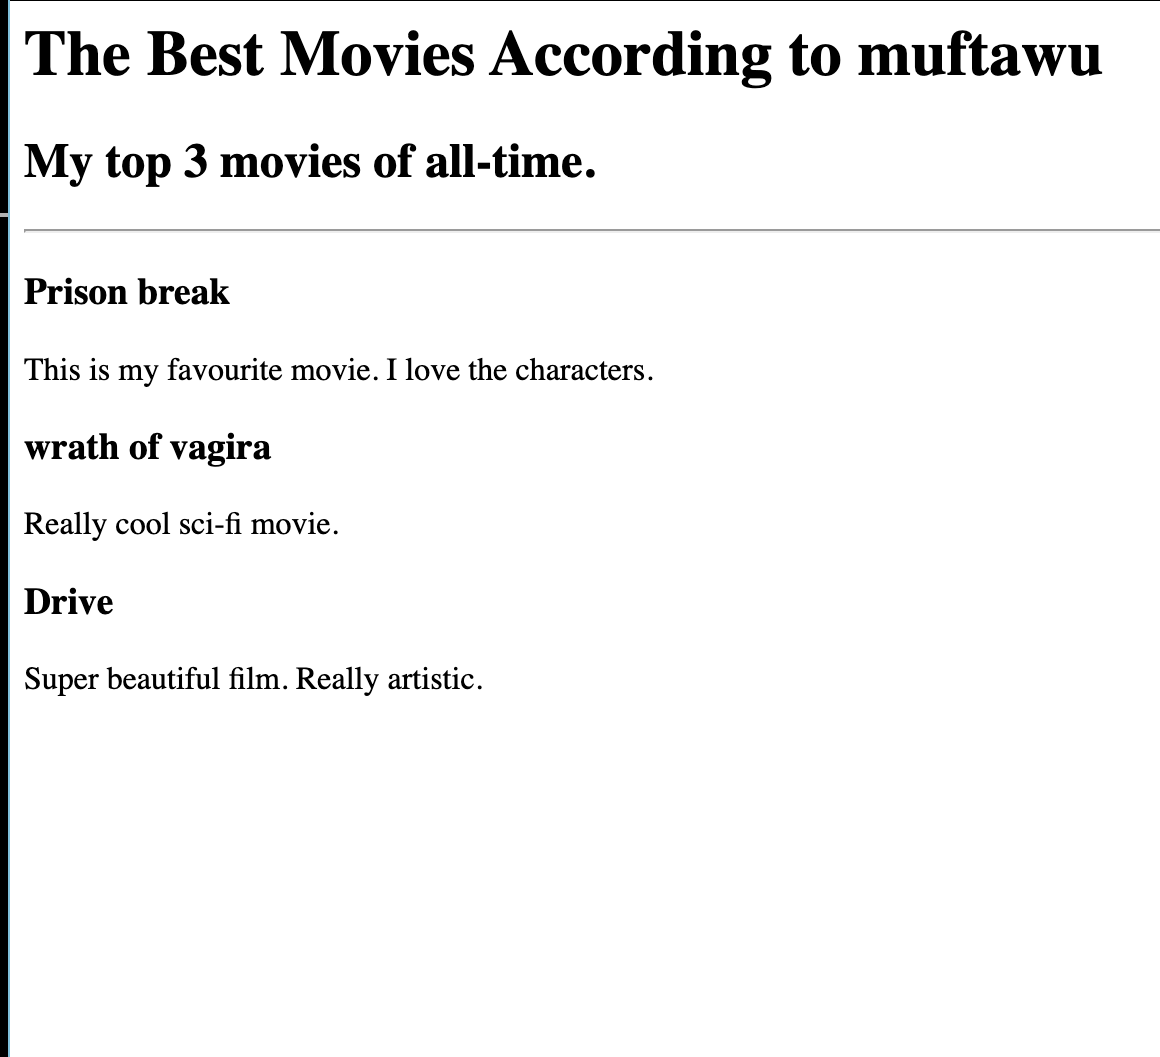 The Best Movies According to muftawu
My top 3 movies of all-time.
Prison break
This is my favourite movie. I love the characters.
wrath of vagira
Really cool sci-fi movie.
Drive
Super beautiful film. Really artistic.